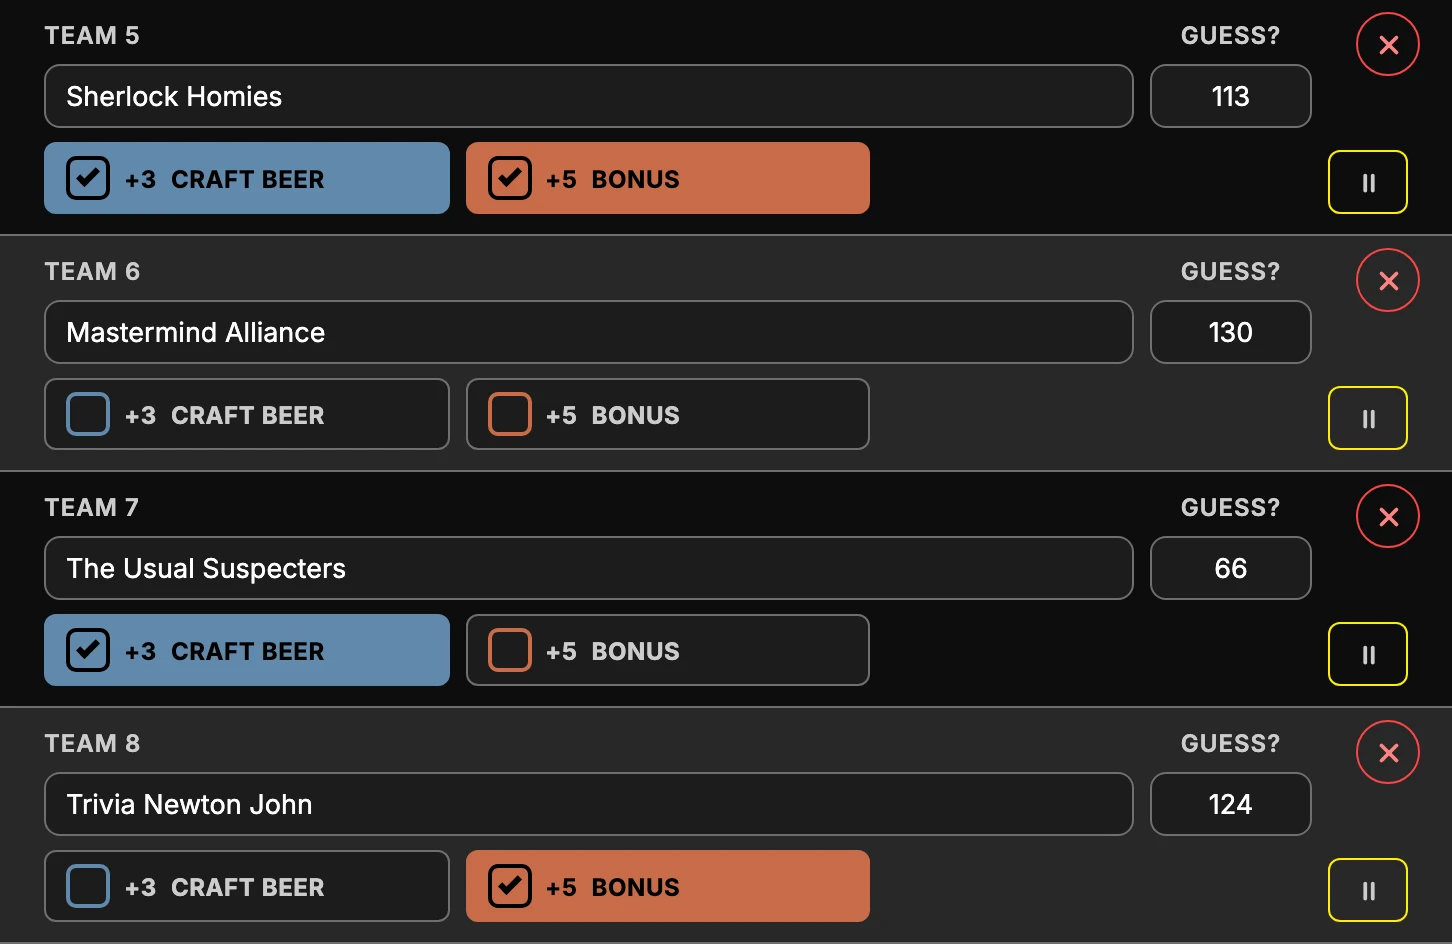 TEAM 5 GUESS?
Sherlock Homies 113
+3 CRAFT BEER +5 BONUS
TEAM 6 GUESS?
Mastermind Alliance 130
+3 CRAFT BEER +5 BONUS
TEAM 7 GUESS?
The Usual Suspecters 66
+3 CRAFT BEER +5 BONUS
TEAM 8 GUESS?
Trivia Newton John 124
+3 CRAFT BEER +5 BONUS